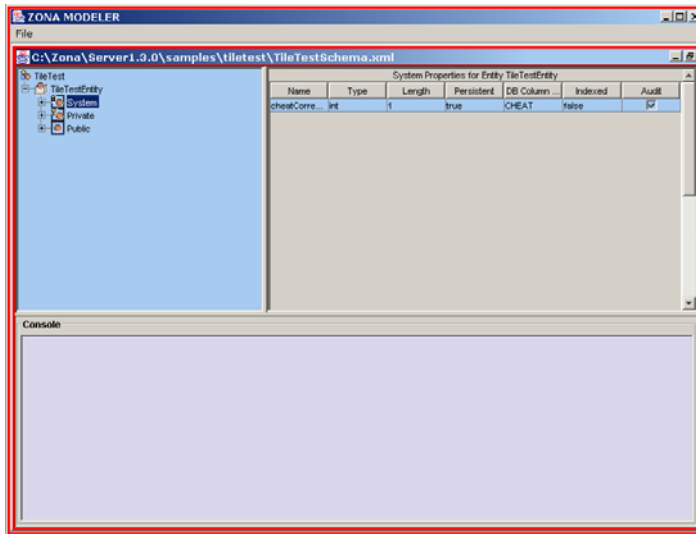 ZONA MODELER
File
C:\Zona\Server1.3.0\samples\tiletest\TileTestSchema.xml
TileTest
TileTestEntity
System
Private
Public
System Properties for Entity TileTestEntity
Name Type Length Persistent DB Column ... Indexed Audit
cheatCorre... int 1 true CHEAT false
Console